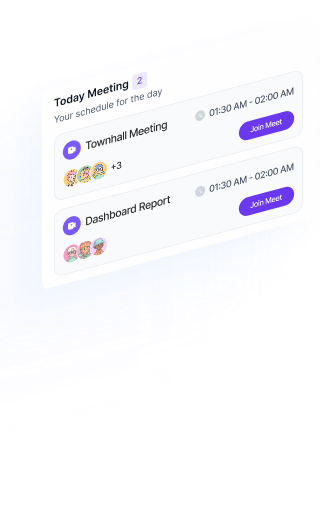 Today Meeting 2
Your schedule for the day
Townhall Meeting
01:30 AM - 02:00 AM
+3
Join Meet
Dashboard Report
01:30 AM - 02:00 AM
Join Meet